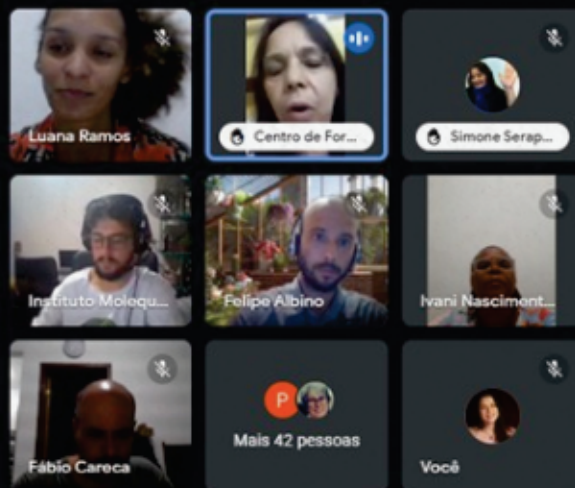 Luana Ramos
Centro de For...
Simone Serap...
Instituto Molequ...
Felipe Albino
Ivani Nasciment...
Fábio Careca
P
Mais 42 pessoas
Você